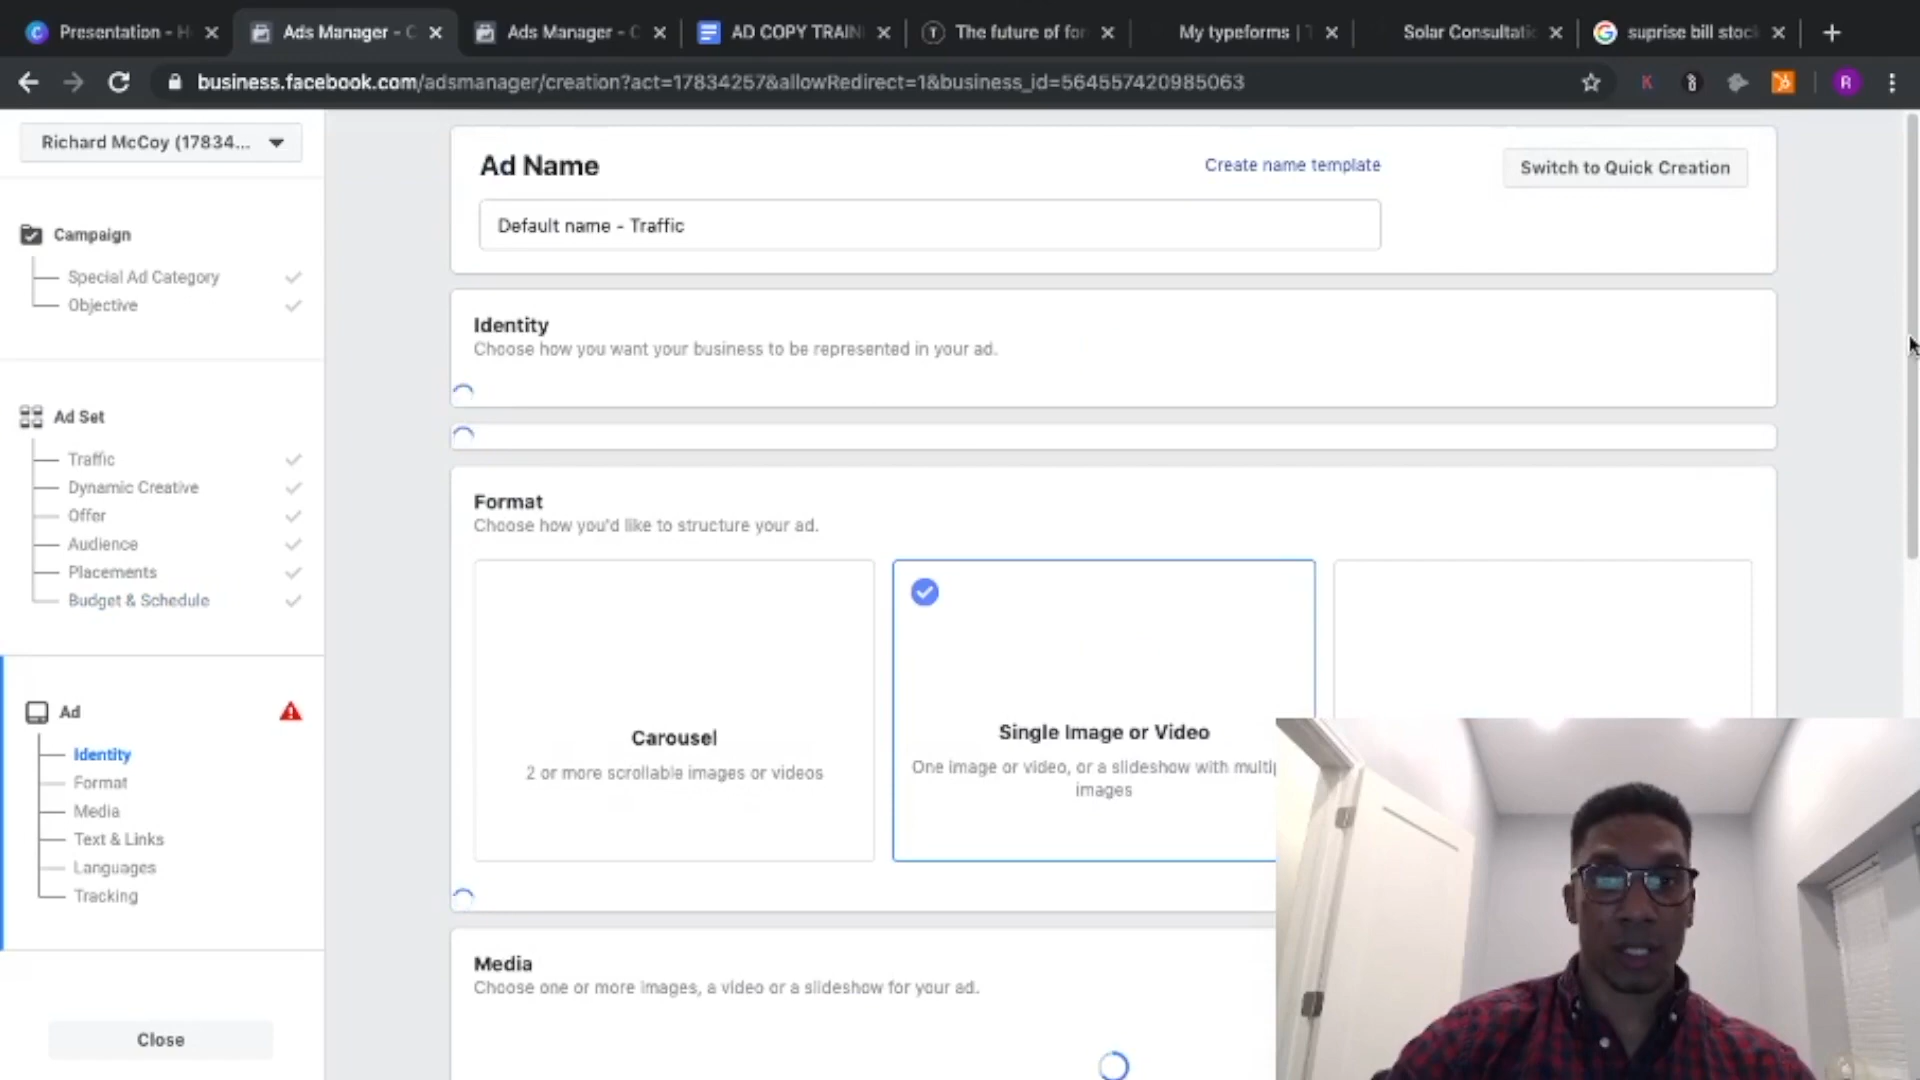 Presentation - H
Ads Manager - C
Ads Manager - C
AD COPY TRAIN
The future of for
My typeforms | T
Solar Consultatio
suprise bill stoc
business.facebook.com/adsmanager/creation?act=17834257&allowRedirect=1&business_id=564557420985063
K
R
Richard McCoy (17834...
Campaign
Special Ad Category
Objective
Ad Set
Traffic
Dynamic Creative
Offer
Audience
Placements
Budget & Schedule
Ad
Identity
Format
Media
Text & Links
Languages
Tracking
Close
Ad Name
Create name template
Switch to Quick Creation
Default name - Traffic
Identity
Choose how you want your business to be represented in your ad.
Format
Choose how you'd like to structure your ad.
Carousel
2 or more scrollable images or videos
Single Image or Video
One image or video, or a slideshow with multip
images
Media
Choose one or more images, a video or a slideshow for your ad.